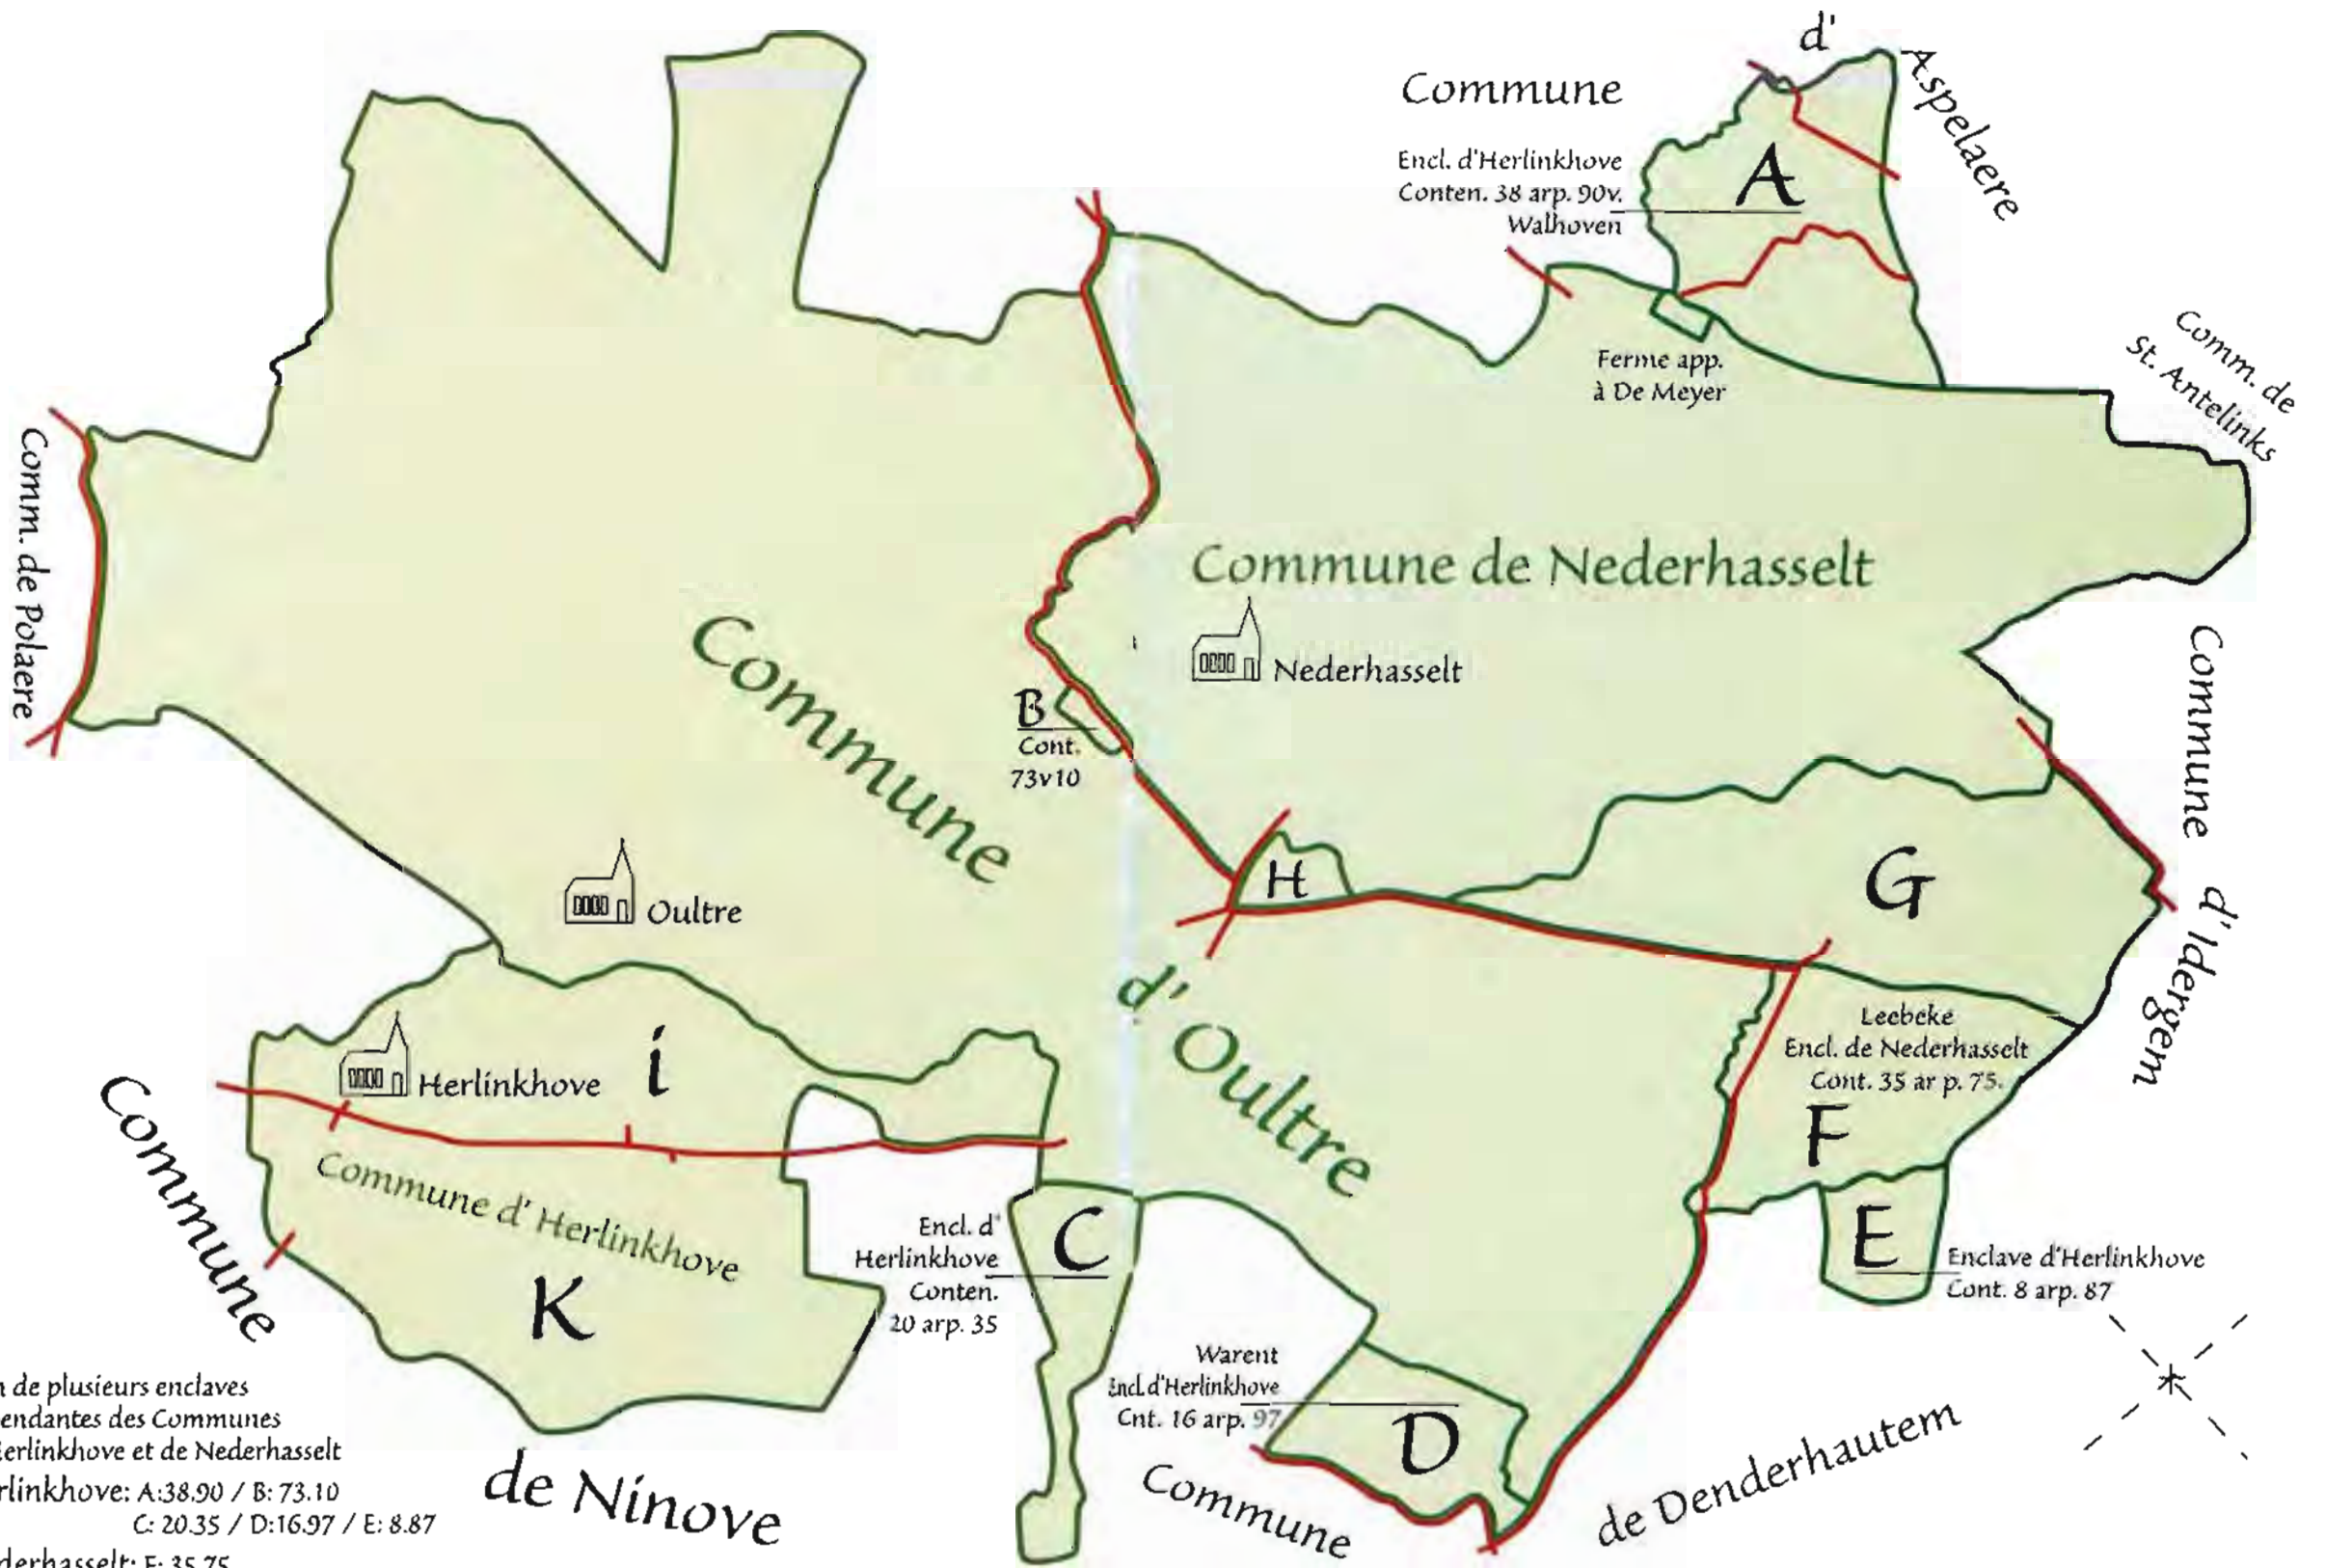 d'
Aspelaere
Commune
Encl. d'Herlinkhove
Conten. 38 arp. 90v.
Walhoven
A
Ferme app.
à De Meyer
Comm. de
St. Antelinks
Comm. de Polaere
Commune de Nederhasselt
Nederhasselt
Commune
d' Oultre
B
Cont.
73v10
Commune
d' Idergem
H
G
Oultre
Leebeke
Encl. de Nederhasselt
Cont. 35 ar p. 75.
F
i
Herlinkhove
Commune d' Herlinkhove
K
Encl. d'
Herlinkhove
Conten.
20 arp. 35
C
E
Enclave d'Herlinkhove
Cont. 8 arp. 87
Warent
Encl.d'Herlinkhove
Cnt. 16 arp. 97
D
Commune
de Ninove
Commune
de Denderhautem
de plusieurs enclaves
endantes des Communes
erlinkhove et de Nederhasselt
rlinkhove: A:38.90 / B: 73.10
C: 20.35 / D:16.97 / E: 8.87
derhasselt: F: 35.75